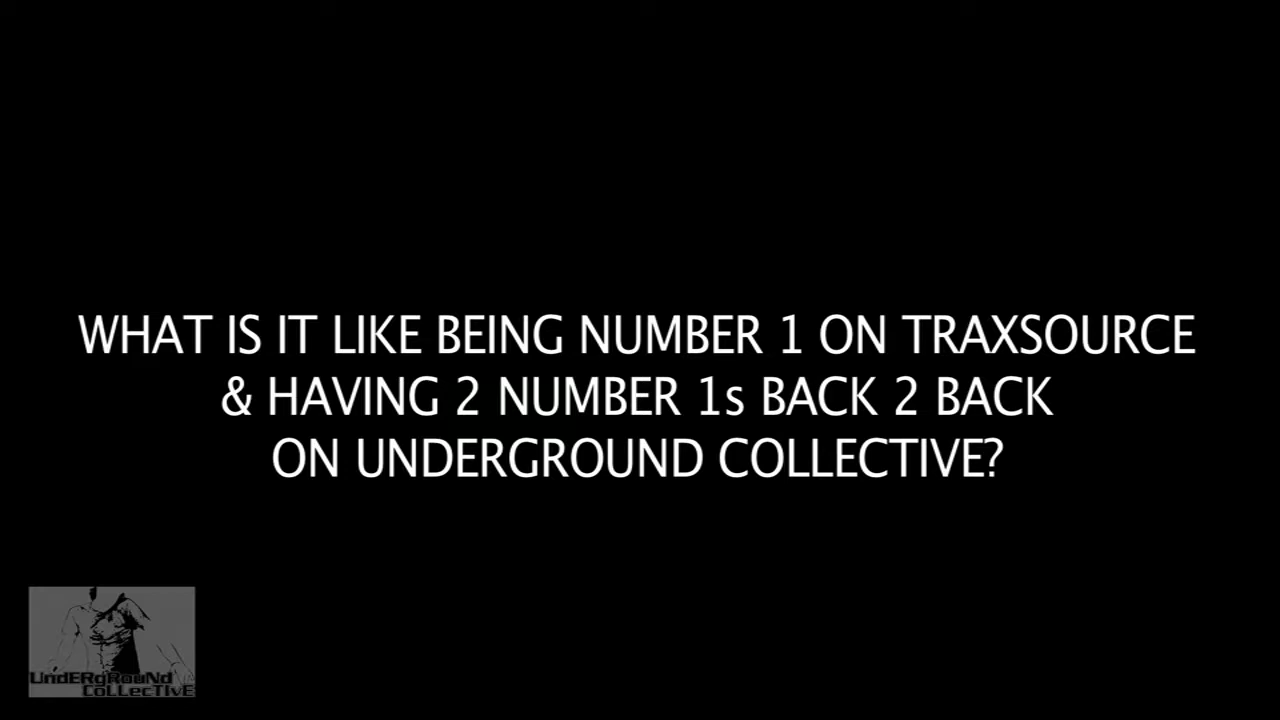 WHAT IS IT LIKE BEING NUMBER 1 ON TRAXSOURCE
& HAVING 2 NUMBER 1s BACK 2 BACK
ON UNDERGROUND COLLECTIVE?
UndERgRouNd
CoLLecTIvE